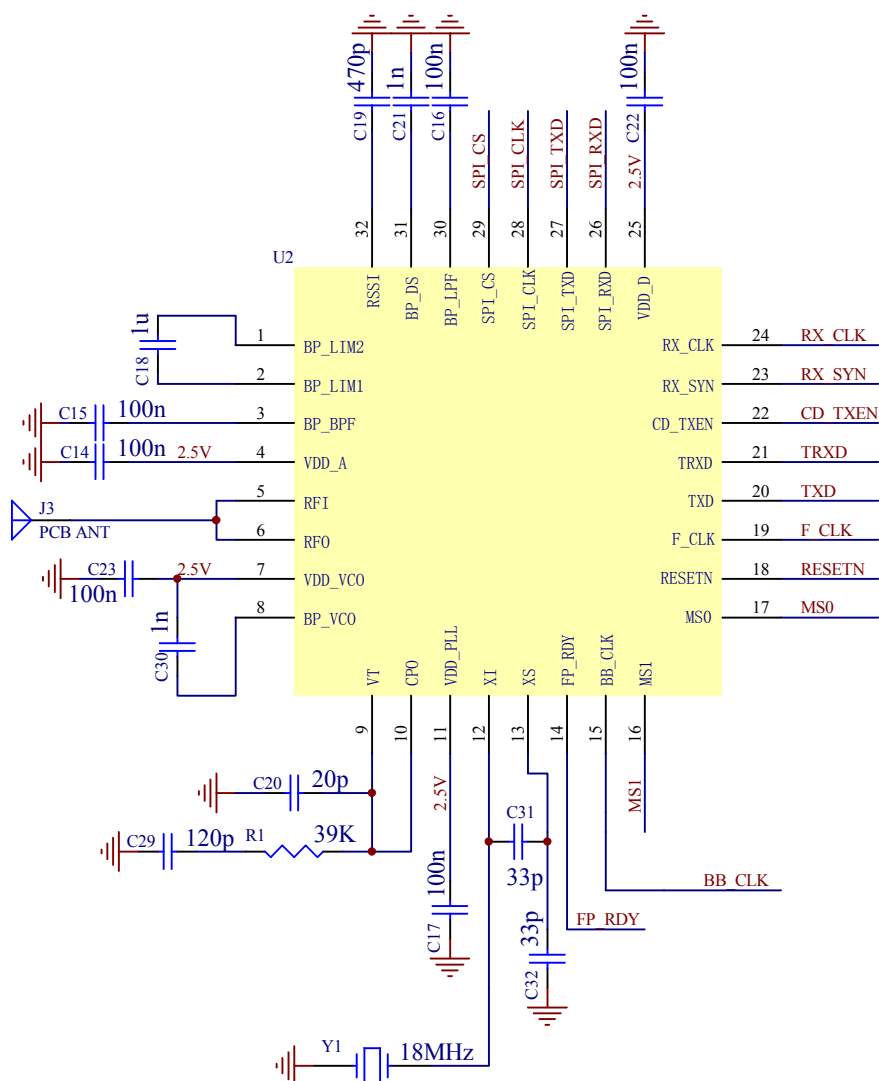 470p
1n
100n
100n
C19
C21
C16
C22
SPI_CS
SPI_CLK
SPI_TXD
SPI_RXD
2.5V
32
31
30
29
28
27
26
25
U2
RSSI
BP_DS
BP_LPF
SPI_CS
SPI_CLK
SPI_TXD
SPI_RXD
VDD_D
1u
C18
1
BP_LIM2
RX_CLK
24
RX_CLK
2
BP_LIM1
RX_SYN
23
RX_SYN
C15
100n
3
BP_BPF
CD_TXEN
22
CD_TXEN
C14
100n
2.5V
4
VDD_A
TRXD
21
TRXD
J3
PCB ANT
5
RFI
TXD
20
TXD
6
RFO
F_CLK
19
F_CLK
C23
100n
2.5V
7
VDD_VCO
RESETN
18
RESETN
1n
C30
8
BP_VCO
MS0
17
MS0
VT
CPO
VDD_PLL
XI
XS
FP_RDY
BB_CLK
MS1
9
10
11
12
13
14
15
16
C20
20p
2.5V
MS1
C29
120p
R1
39K
C31
33p
100n
C17
BB_CLK
FP_RDY
33p
C32
Y1
18MHz